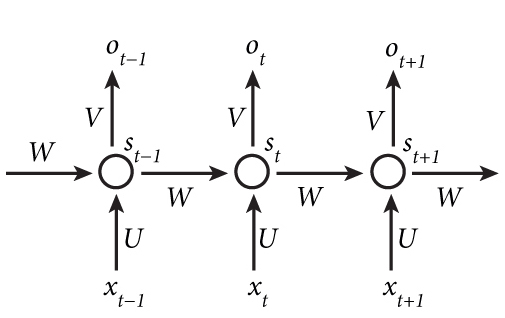 o_{t-1} o_t o_{t+1}
V V V
s_{t-1} s_t s_{t+1}
W W W W
U U U
x_{t-1} x_t x_{t+1}